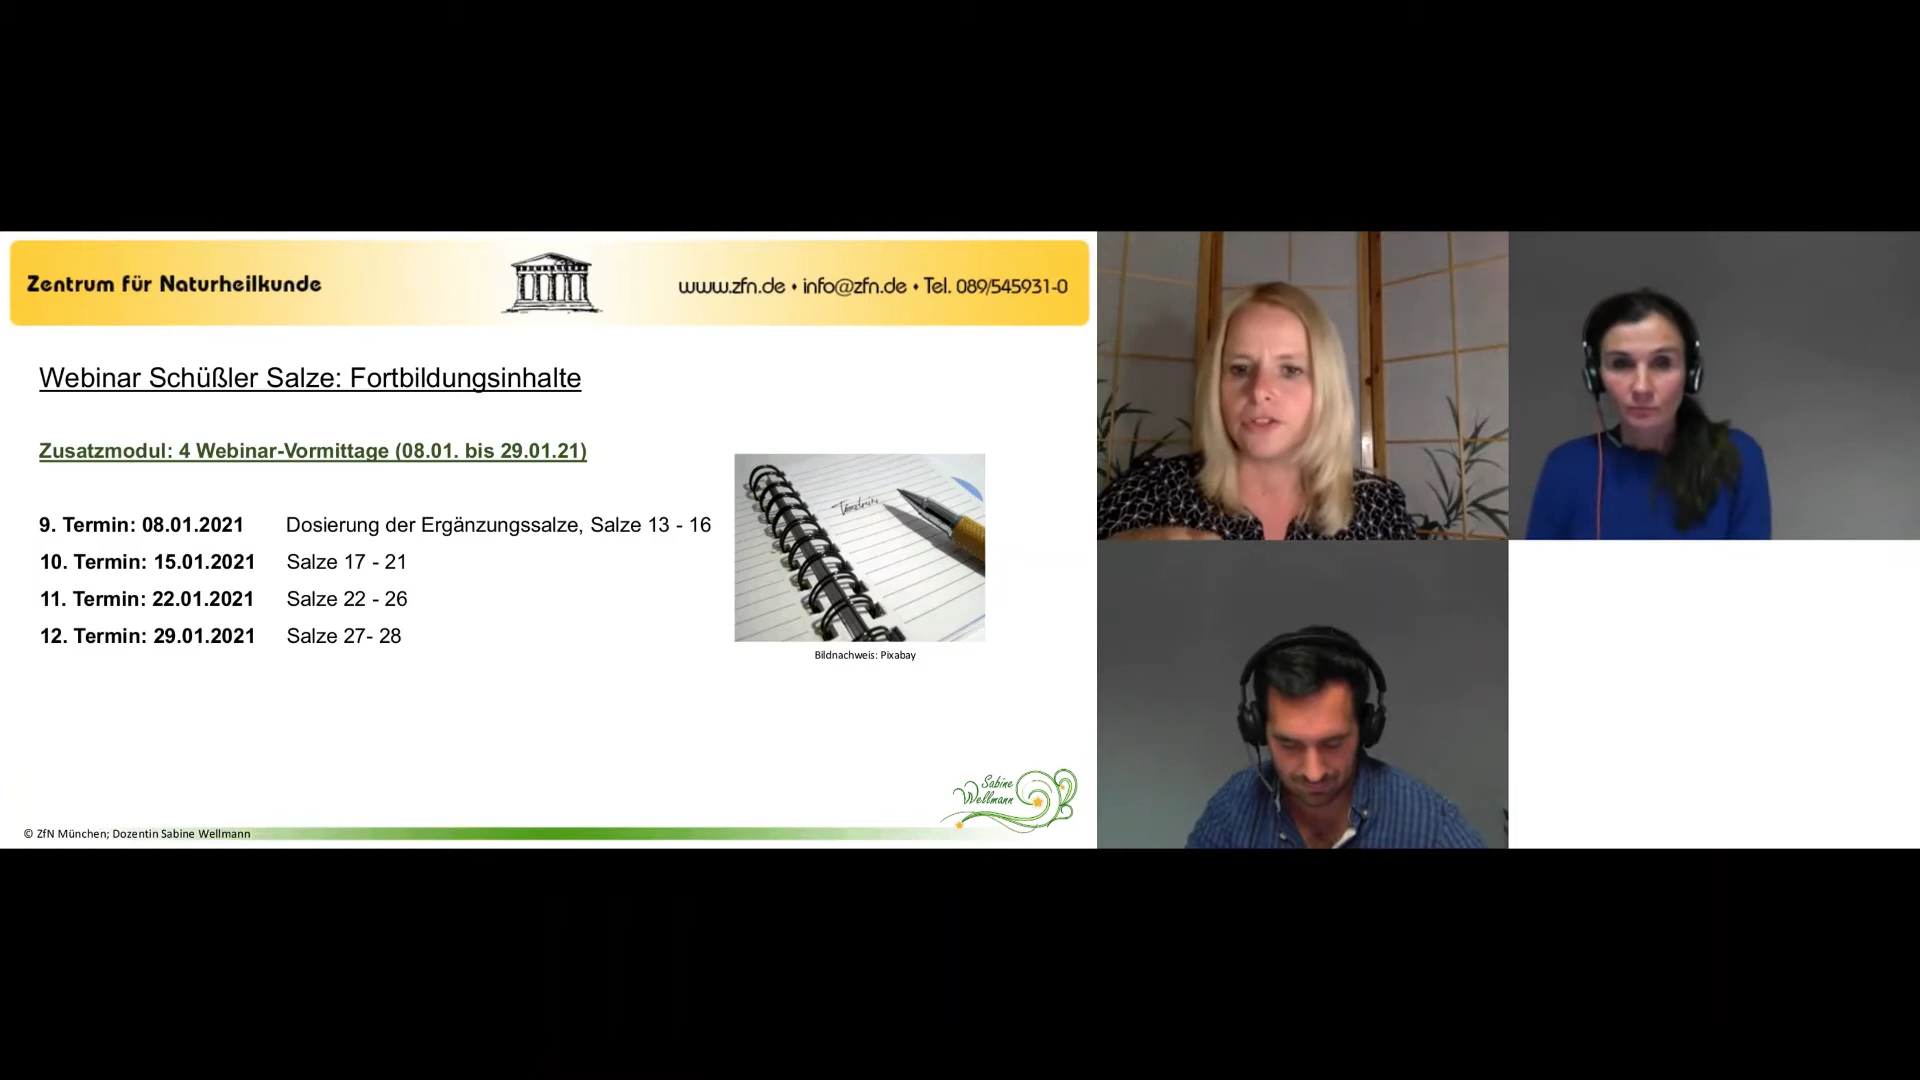 Zentrum für Naturheilkunde
www.zfn.de • info@zfn.de • Tel. 089/545931-0
Webinar Schüßler Salze: Fortbildungsinhalte
Zusatzmodul: 4 Webinar-Vormittage (08.01. bis 29.01.21)
9. Termin: 08.01.2021 Dosierung der Ergänzungssalze, Salze 13 - 16
10. Termin: 15.01.2021 Salze 17 - 21
11. Termin: 22.01.2021 Salze 22 - 26
12. Termin: 29.01.2021 Salze 27- 28
Bildnachweis: Pixabay
Sabine
Wellmann
© ZfN München; Dozentin Sabine Wellmann